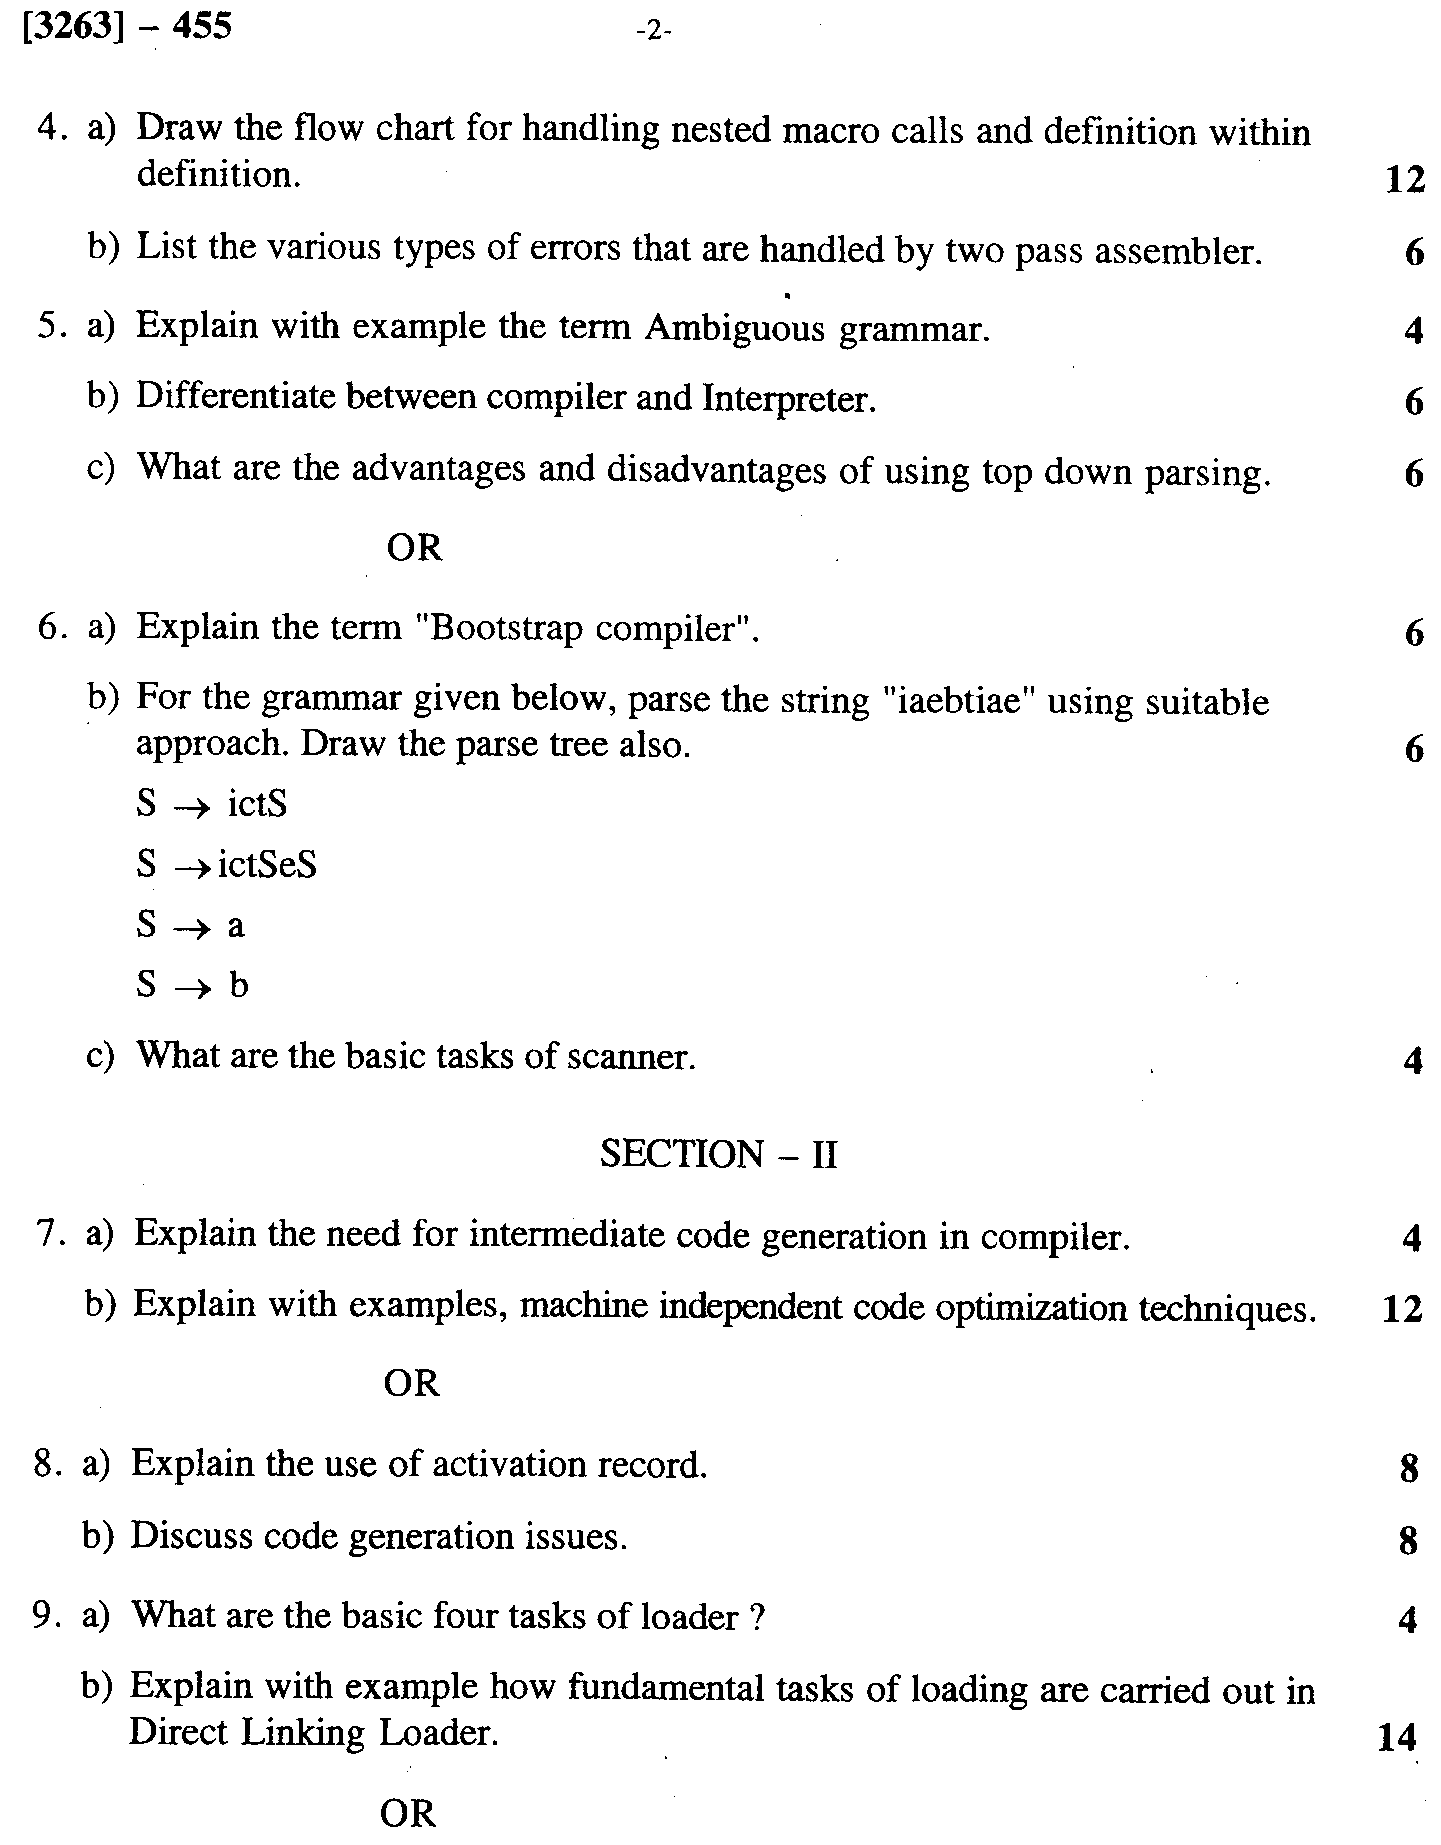 [3263] – 455 -2-
4. a) Draw the flow chart for handling nested macro calls and definition within
definition. 12
b) List the various types of errors that are handled by two pass assembler. 6
5. a) Explain with example the term Ambiguous grammar. 4
b) Differentiate between compiler and Interpreter. 6
c) What are the advantages and disadvantages of using top down parsing. 6
OR
6. a) Explain the term "Bootstrap compiler". 6
b) For the grammar given below, parse the string "iaebtiae" using suitable
approach. Draw the parse tree also. 6
S → ictS
S → ictSeS
S → a
S → b
c) What are the basic tasks of scanner. 4
SECTION – II
7. a) Explain the need for intermediate code generation in compiler. 4
b) Explain with examples, machine independent code optimization techniques. 12
OR
8. a) Explain the use of activation record. 8
b) Discuss code generation issues. 8
9. a) What are the basic four tasks of loader ? 4
b) Explain with example how fundamental tasks of loading are carried out in
Direct Linking Loader. 14
OR